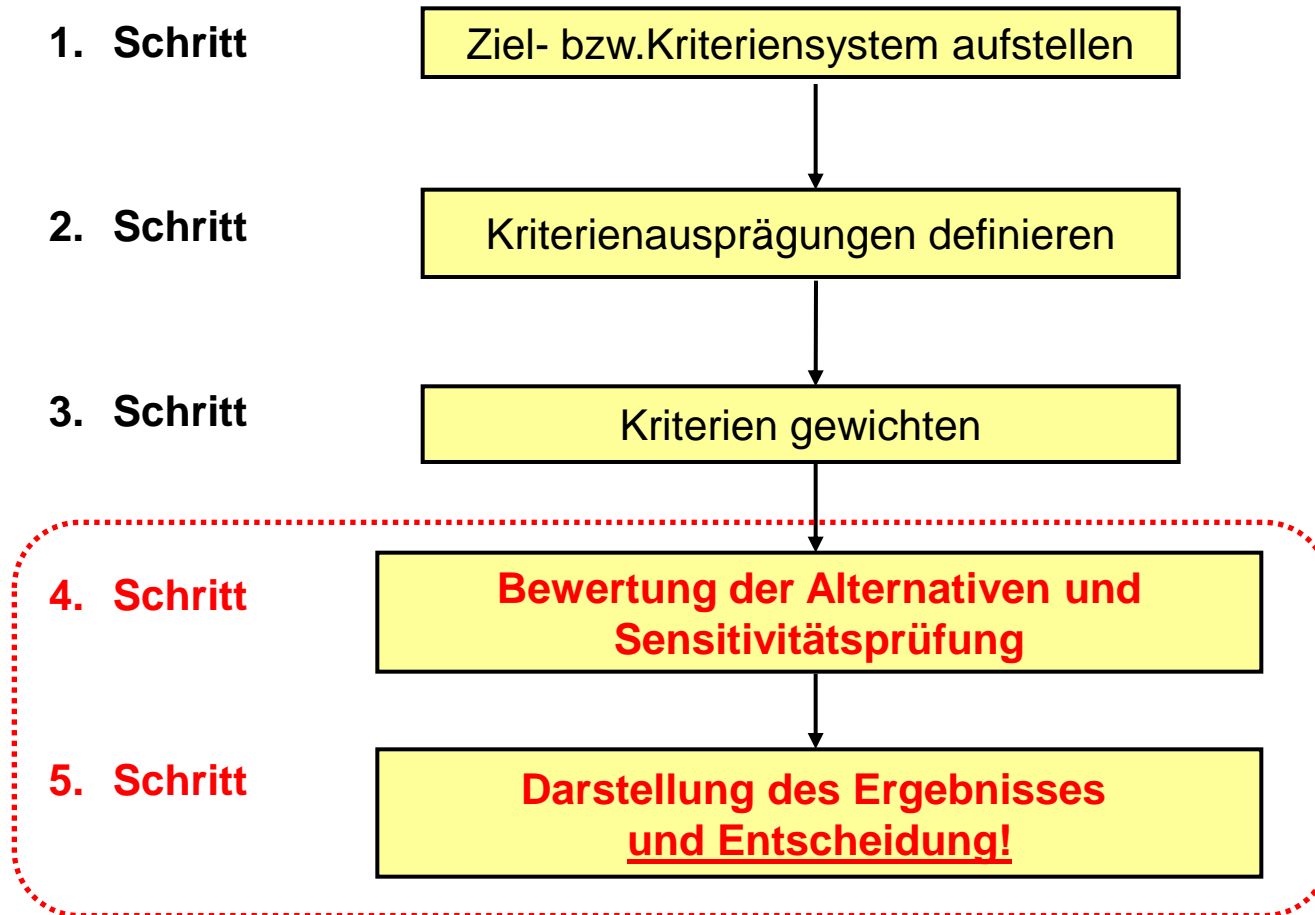 1. Schritt
Ziel- bzw.Kriteriensystem aufstellen
2. Schritt
Kriterienausprägungen definieren
3. Schritt
Kriterien gewichten
4. Schritt
Bewertung der Alternativen und
Sensitivitätsprüfung
5. Schritt
Darstellung des Ergebnisses
und Entscheidung!